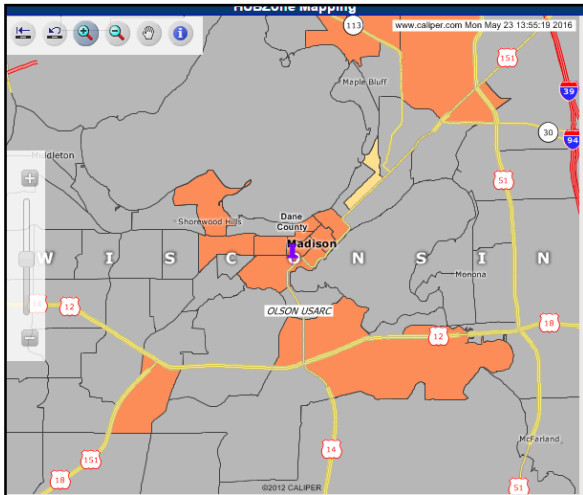 HUBZone Mapping
www.caliper.com Mon May 23 13:55:19 2016
113
151
Maple Bluff
39
30
94
Middleton
51
Shorewood Hills
Dane
County
Madison
W I S C O N S I N
Monona
12
OLSON USARC
18
12
14
McFarland
151
18
51
©2012 CALIPER